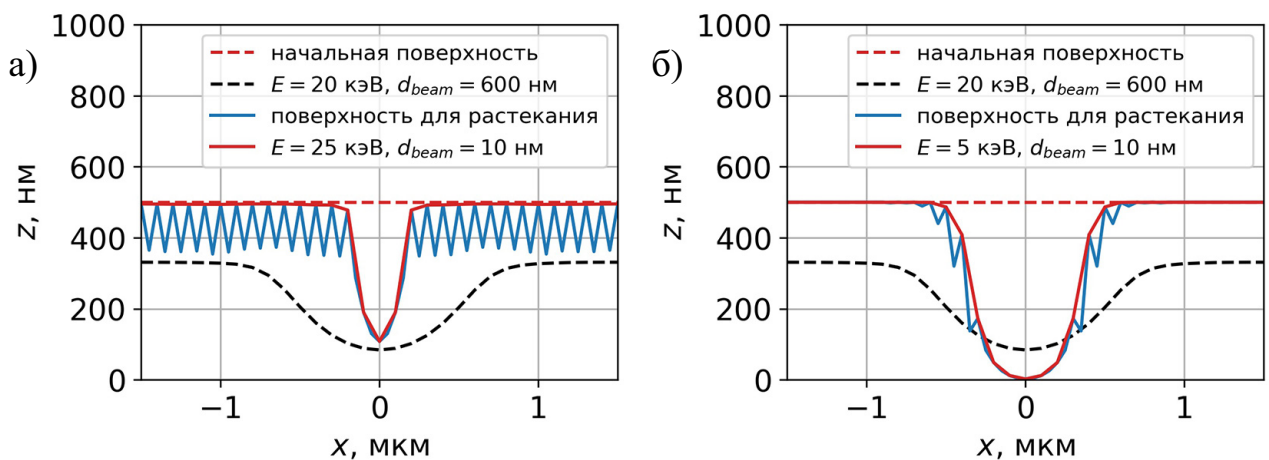 а)
1000
800
600
400
200
0
z, нм
−1
0
1
x, мкм
начальная поверхность
E = 20 кэВ, d_beam = 600 нм
поверхность для растекания
E = 25 кэВ, d_beam = 10 нм
б)
1000
800
600
400
200
0
z, нм
−1
0
1
x, мкм
начальная поверхность
E = 20 кэВ, d_beam = 600 нм
поверхность для растекания
E = 5 кэВ, d_beam = 10 нм